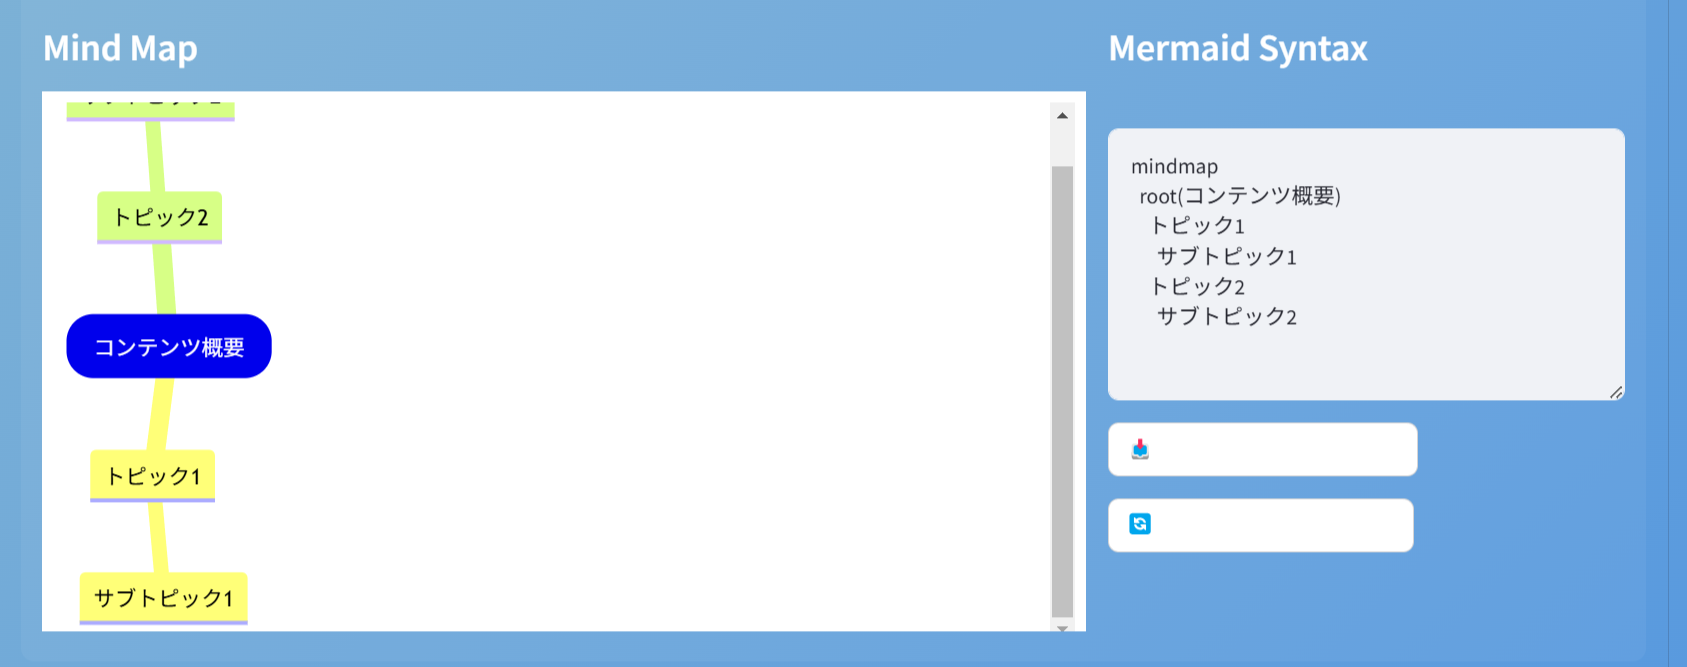 Mind Map
トピック2
コンテンツ概要
トピック1
サブトピック1
Mermaid Syntax
mindmap
root(コンテンツ概要)
トピック1
サブトピック1
トピック2
サブトピック2